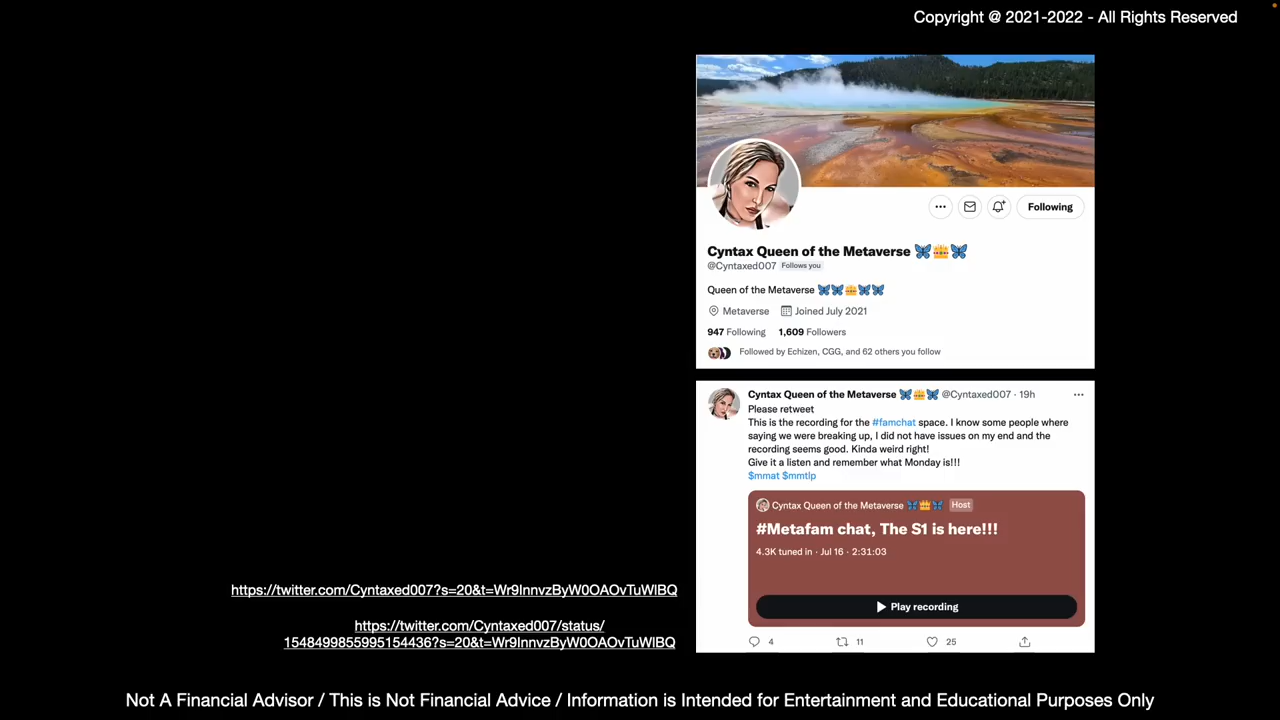 Copyright @ 2021-2022 - All Rights Reserved
Following
Cyntax Queen of the Metaverse 🦋👑🦋
@Cyntaxed007 Follows you
Queen of the Metaverse 🦋🦋👑🦋🦋
Metaverse Joined July 2021
947 Following 1,609 Followers
Followed by Echizen, CGG, and 62 others you follow
Cyntax Queen of the Metaverse 🦋👑🦋 @Cyntaxed007 · 19h
Please retweet
This is the recording for the #famchat space. I know some people where
saying we were breaking up, I did not have issues on my end and the
recording seems good. Kinda weird right!
Give it a listen and remember what Monday is!!!
$mmat $mmtlp
Cyntax Queen of the Metaverse 🦋👑🦋 Host
#Metafam chat, The S1 is here!!!
4.3K tuned in · Jul 16 · 2:31:03
Play recording
4 11 25
https://twitter.com/Cyntaxed007?s=20&t=Wr9InnvzByW0OAOvTuWlBQ
https://twitter.com/Cyntaxed007/status/
1548499855995154436?s=20&t=Wr9InnvzByW0OAOvTuWlBQ
Not A Financial Advisor / This is Not Financial Advice / Information is Intended for Entertainment and Educational Purposes Only